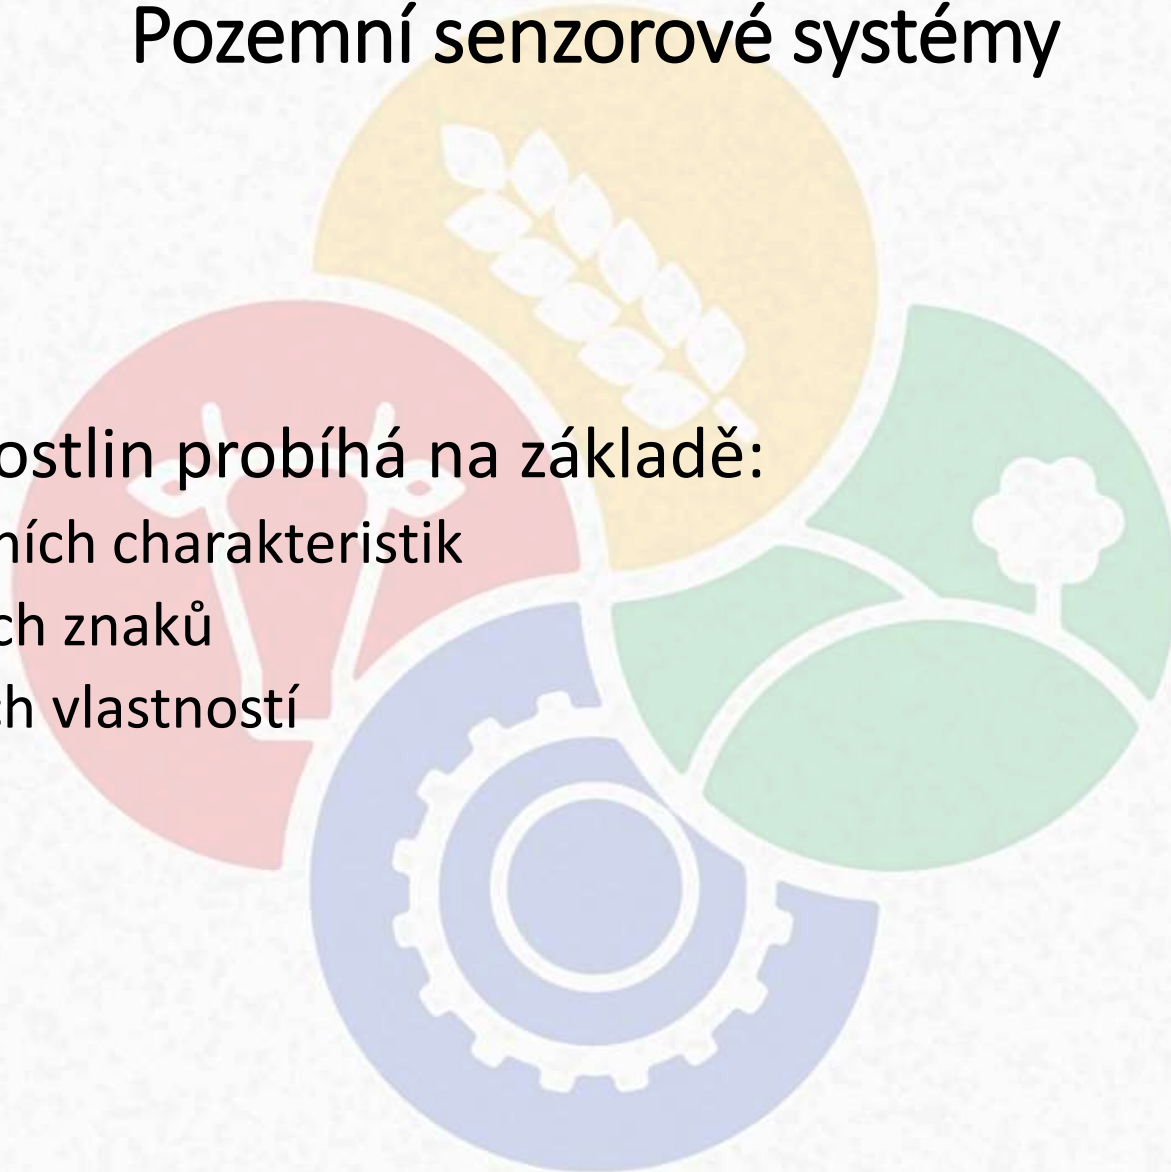 Pozemní senzorové systémy
ostlin probíhá na základě:
ních charakteristik
ch znaků
h vlastností